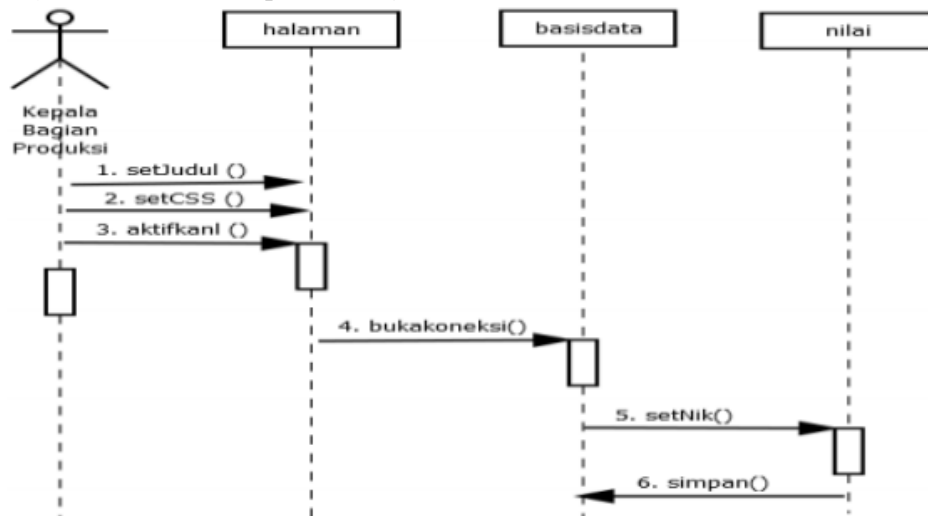 halaman
basisdata
nilai
Kepala
Bagian
Produksi
1. setJudul ()
2. setCSS ()
3. aktifkanl ()
4. bukakoneksi()
5. setNik()
6. simpan()